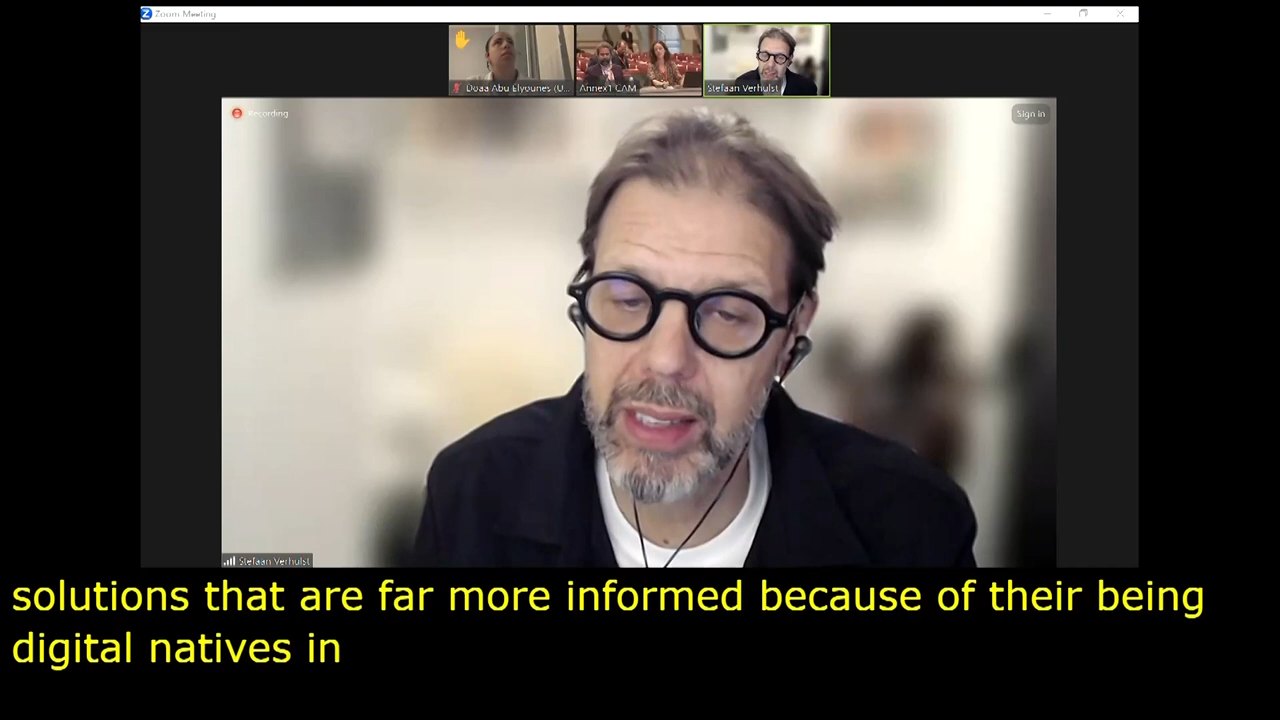 Zoom Meeting
Doaa Abu Elyounes (U...
Annex1 CAM
Stefaan Verhulst
Recording
Sign in
Stefaan Verhulst
solutions that are far more informed because of their being
digital natives in